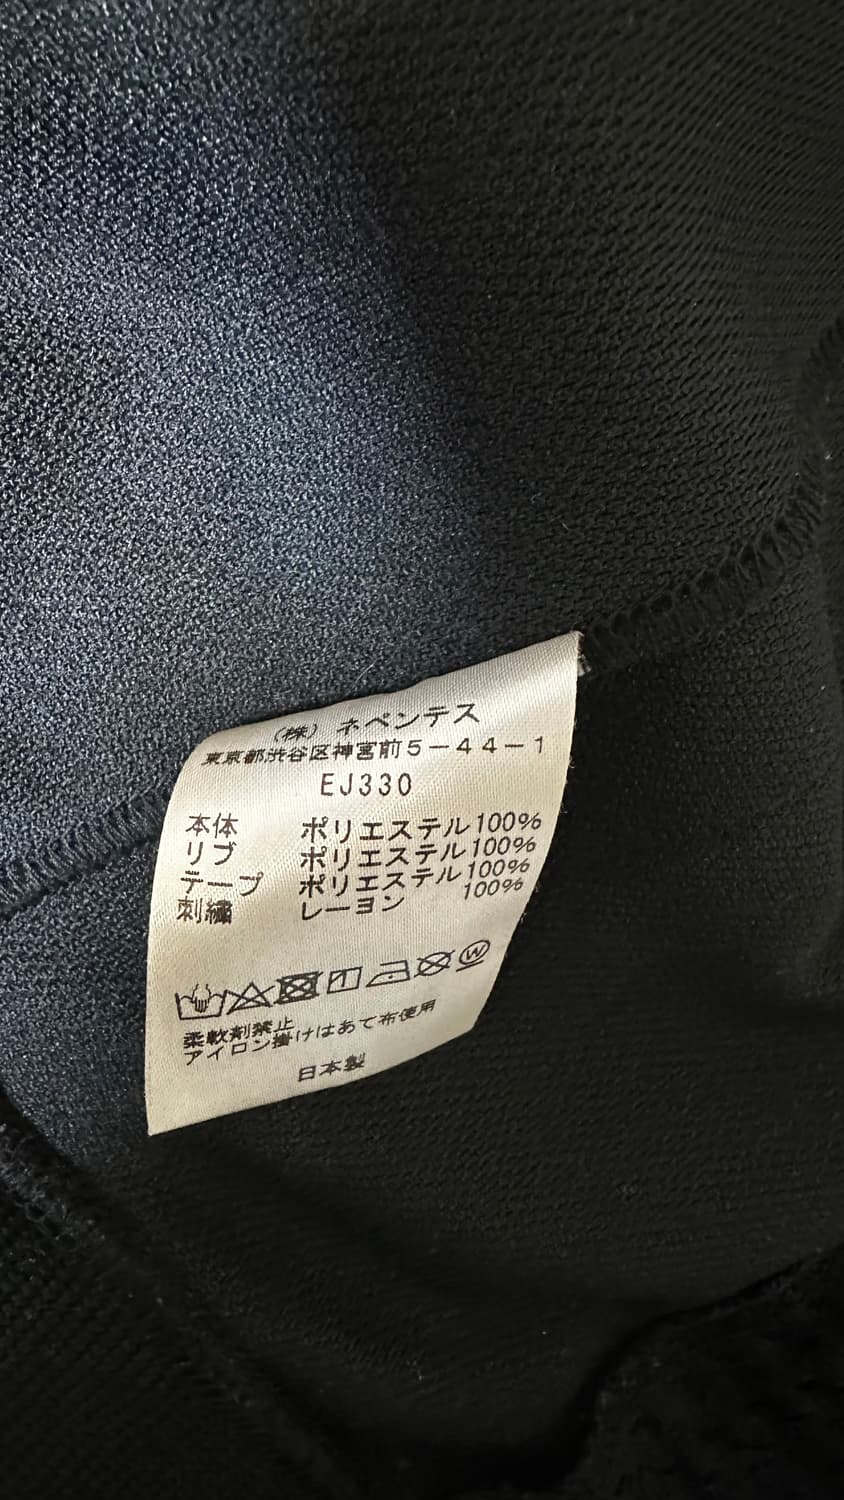 （株）ネペンテス
東京都渋谷区神宮前5－44－1
EJ330
本体 ポリエステル100%
リブ ポリエステル100%
テープ ポリエステル100%
刺繍 レーヨン 100%
W
柔軟剤禁止
アイロン掛けはあて布使用
日本製